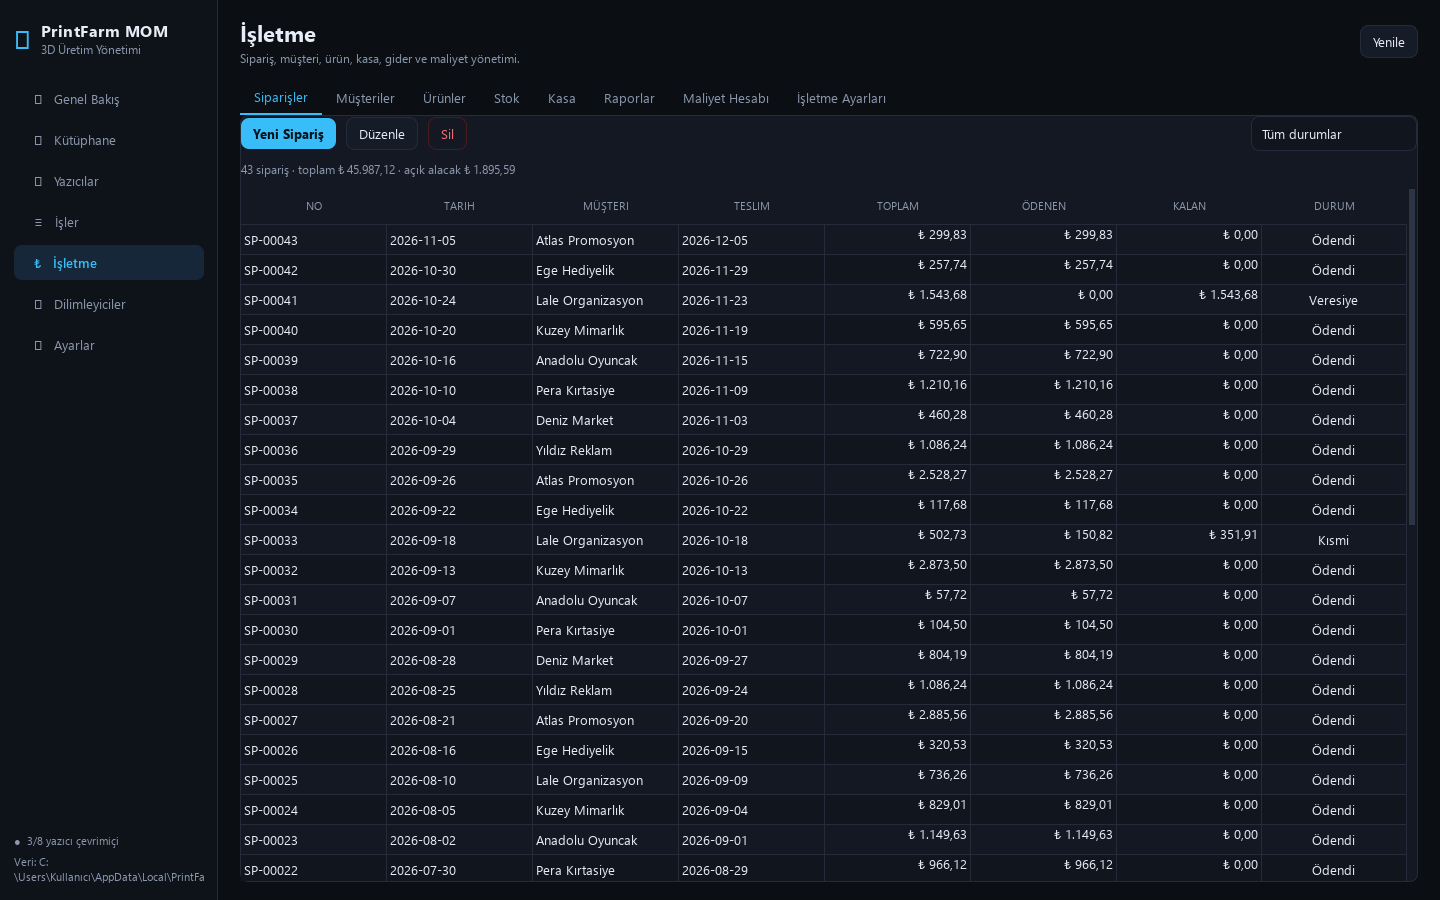 PrintFarm MOM
3D Üretim Yönetimi
Genel Bakış
Kütüphane
Yazıcılar
İşler
₺ İşletme
Dilimleyiciler
Ayarlar
● 3/8 yazıcı çevrimiçi
Veri: C:
\Users\Kullanıcı\AppData\Local\PrintFa
İşletme
Sipariş, müşteri, ürün, kasa, gider ve maliyet yönetimi.
Yenile
Siparişler Müşteriler Ürünler Stok Kasa Raporlar Maliyet Hesabı İşletme Ayarları
Yeni Sipariş Düzenle Sil Tüm durumlar
43 sipariş · toplam ₺ 45.987,12 · açık alacak ₺ 1.895,59
NO TARIH MÜŞTERI TESLIM TOPLAM ÖDENEN KALAN DURUM
SP-00043 2026-11-05 Atlas Promosyon 2026-12-05 ₺ 299,83 ₺ 299,83 ₺ 0,00 Ödendi
SP-00042 2026-10-30 Ege Hediyelik 2026-11-29 ₺ 257,74 ₺ 257,74 ₺ 0,00 Ödendi
SP-00041 2026-10-24 Lale Organizasyon 2026-11-23 ₺ 1.543,68 ₺ 0,00 ₺ 1.543,68 Veresiye
SP-00040 2026-10-20 Kuzey Mimarlık 2026-11-19 ₺ 595,65 ₺ 595,65 ₺ 0,00 Ödendi
SP-00039 2026-10-16 Anadolu Oyuncak 2026-11-15 ₺ 722,90 ₺ 722,90 ₺ 0,00 Ödendi
SP-00038 2026-10-10 Pera Kırtasiye 2026-11-09 ₺ 1.210,16 ₺ 1.210,16 ₺ 0,00 Ödendi
SP-00037 2026-10-04 Deniz Market 2026-11-03 ₺ 460,28 ₺ 460,28 ₺ 0,00 Ödendi
SP-00036 2026-09-29 Yıldız Reklam 2026-10-29 ₺ 1.086,24 ₺ 1.086,24 ₺ 0,00 Ödendi
SP-00035 2026-09-26 Atlas Promosyon 2026-10-26 ₺ 2.528,27 ₺ 2.528,27 ₺ 0,00 Ödendi
SP-00034 2026-09-22 Ege Hediyelik 2026-10-22 ₺ 117,68 ₺ 117,68 ₺ 0,00 Ödendi
SP-00033 2026-09-18 Lale Organizasyon 2026-10-18 ₺ 502,73 ₺ 150,82 ₺ 351,91 Kısmi
SP-00032 2026-09-13 Kuzey Mimarlık 2026-10-13 ₺ 2.873,50 ₺ 2.873,50 ₺ 0,00 Ödendi
SP-00031 2026-09-07 Anadolu Oyuncak 2026-10-07 ₺ 57,72 ₺ 57,72 ₺ 0,00 Ödendi
SP-00030 2026-09-01 Pera Kırtasiye 2026-10-01 ₺ 104,50 ₺ 104,50 ₺ 0,00 Ödendi
SP-00029 2026-08-28 Deniz Market 2026-09-27 ₺ 804,19 ₺ 804,19 ₺ 0,00 Ödendi
SP-00028 2026-08-25 Yıldız Reklam 2026-09-24 ₺ 1.086,24 ₺ 1.086,24 ₺ 0,00 Ödendi
SP-00027 2026-08-21 Atlas Promosyon 2026-09-20 ₺ 2.885,56 ₺ 2.885,56 ₺ 0,00 Ödendi
SP-00026 2026-08-16 Ege Hediyelik 2026-09-15 ₺ 320,53 ₺ 320,53 ₺ 0,00 Ödendi
SP-00025 2026-08-10 Lale Organizasyon 2026-09-09 ₺ 736,26 ₺ 736,26 ₺ 0,00 Ödendi
SP-00024 2026-08-05 Kuzey Mimarlık 2026-09-04 ₺ 829,01 ₺ 829,01 ₺ 0,00 Ödendi
SP-00023 2026-08-02 Anadolu Oyuncak 2026-09-01 ₺ 1.149,63 ₺ 1.149,63 ₺ 0,00 Ödendi
SP-00022 2026-07-30 Pera Kırtasiye 2026-08-29 ₺ 966,12 ₺ 966,12 ₺ 0,00 Ödendi